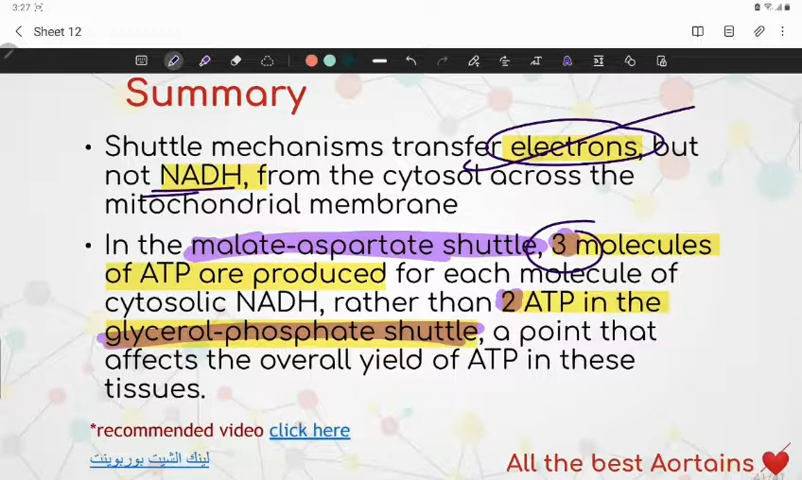 3:27
Sheet 12
Summary
• Shuttle mechanisms transfer electrons, but
not NADH, from the cytosol across the
mitochondrial membrane
• In the malate-aspartate shuttle, 3 molecules
of ATP are produced for each molecule of
cytosolic NADH, rather than 2 ATP in the
glycerol-phosphate shuttle, a point that
affects the overall yield of ATP in these
tissues.
*recommended video click here
لينك الشيت بوربوينت
All the best Aortains